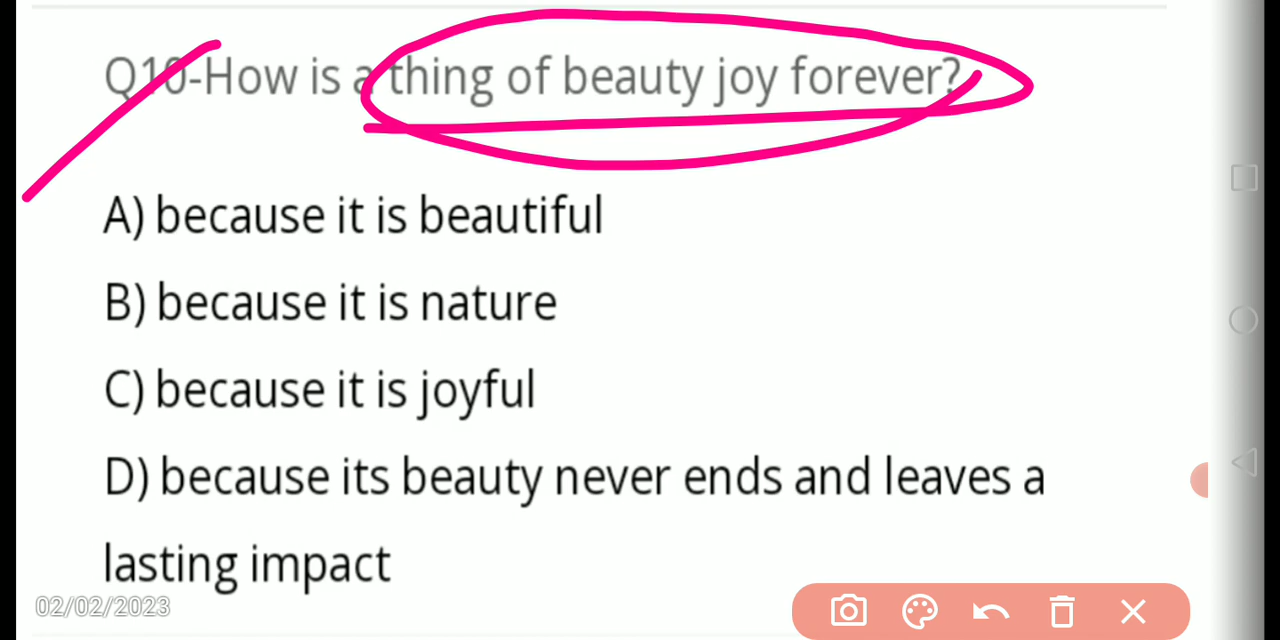 Q10-How is a thing of beauty joy forever?
A) because it is beautiful
B) because it is nature
C) because it is joyful
D) because its beauty never ends and leaves a
lasting impact
02/02/2023